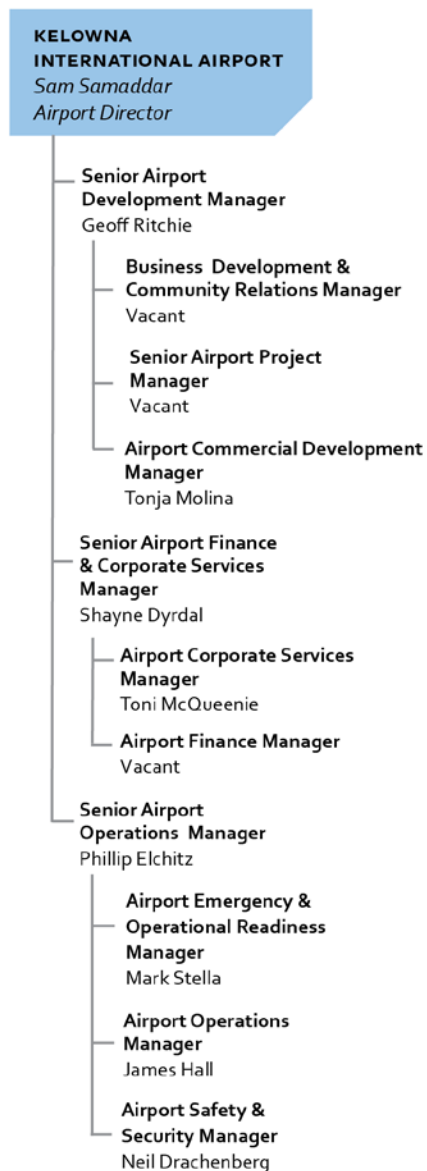 KELOWNA
INTERNATIONAL AIRPORT
Sam Samaddar
Airport Director
Senior Airport
Development Manager
Geoff Ritchie
Business Development &
Community Relations Manager
Vacant
Senior Airport Project
Manager
Vacant
Airport Commercial Development
Manager
Tonja Molina
Senior Airport Finance
& Corporate Services
Manager
Shayne Dyrdal
Airport Corporate Services
Manager
Toni McQueenie
Airport Finance Manager
Vacant
Senior Airport
Operations Manager
Phillip Elchitz
Airport Emergency &
Operational Readiness
Manager
Mark Stella
Airport Operations
Manager
James Hall
Airport Safety &
Security Manager
Neil Drachenberg